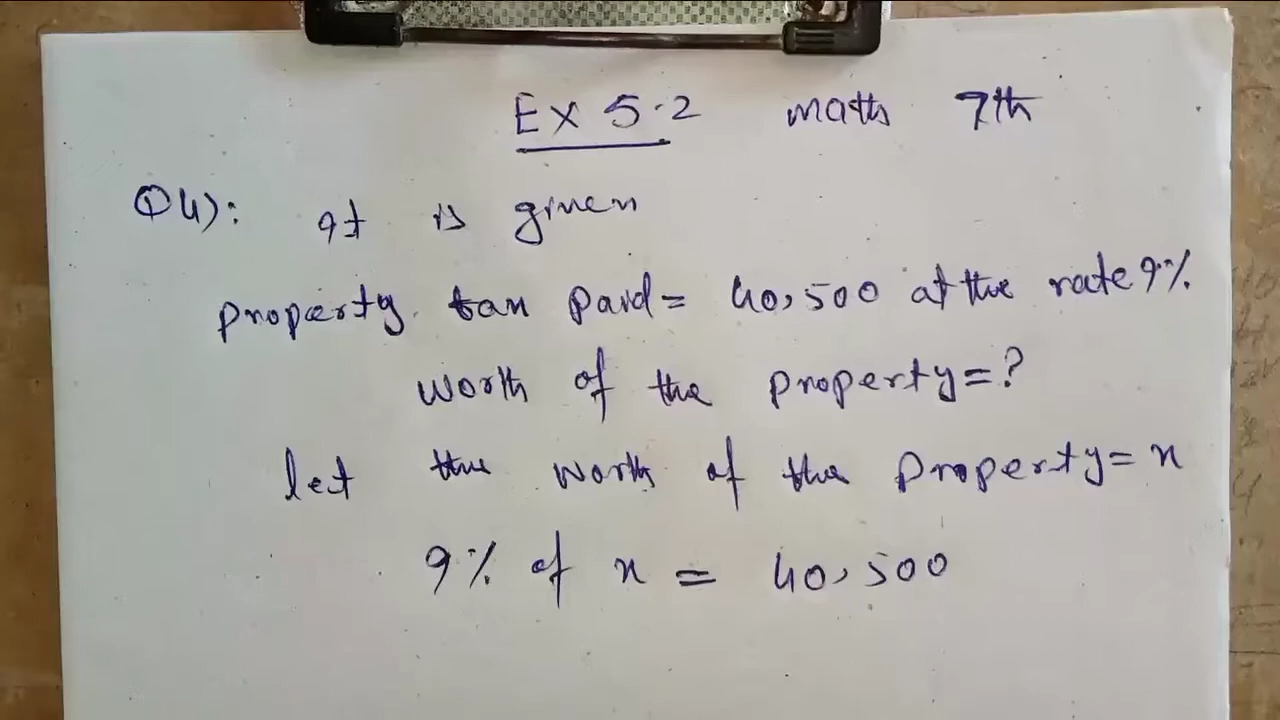 Ex 5.2 math 7th
Q4): It is given
Property tax Paid = 40,500 at the rate 9%
worth of the Property = ?
let the worth of the Property = x
9% of x = 40,500